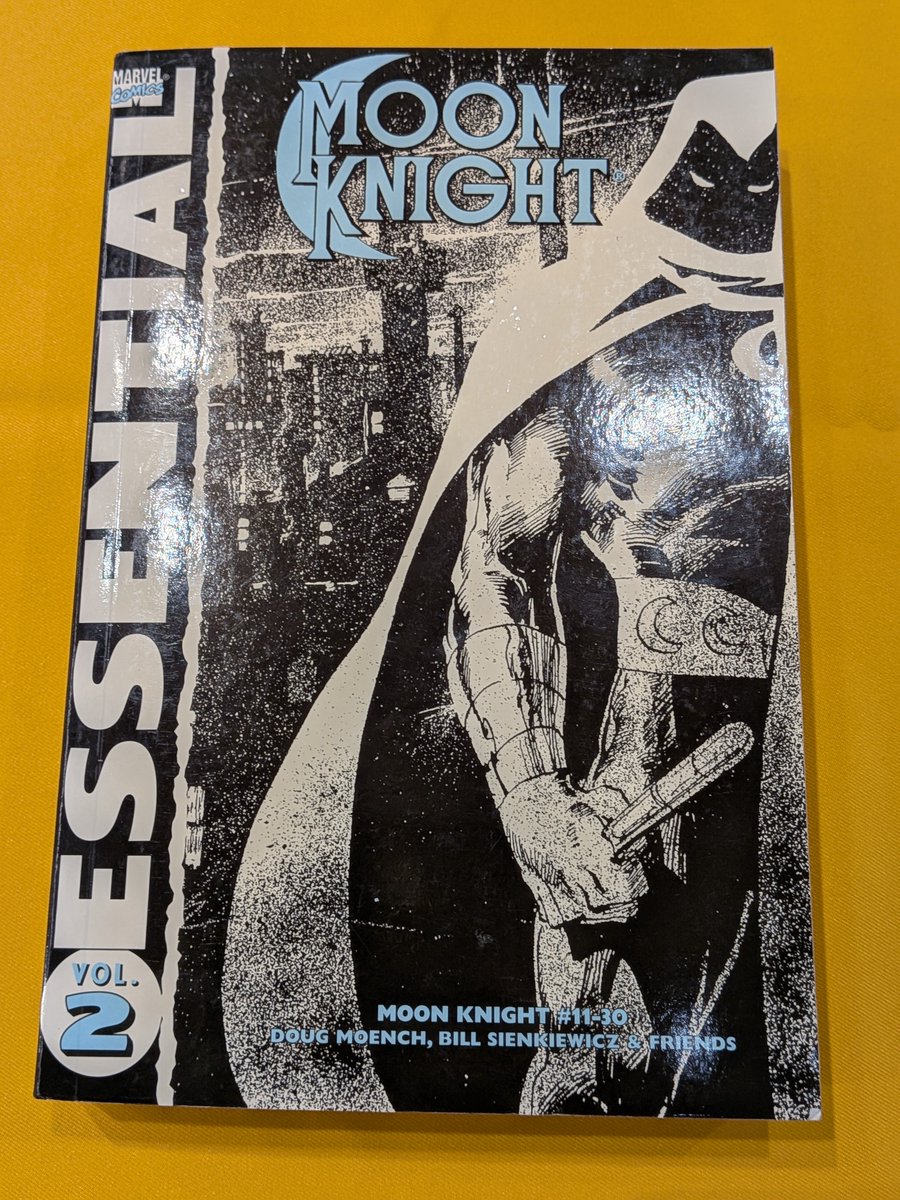 MARVEL®
COMICS
ESSENTIAL
VOL.
2
MOON
KNIGHT®
MOON KNIGHT #11-30
DOUG MOENCH, BILL SIENKIEWICZ & FRIENDS